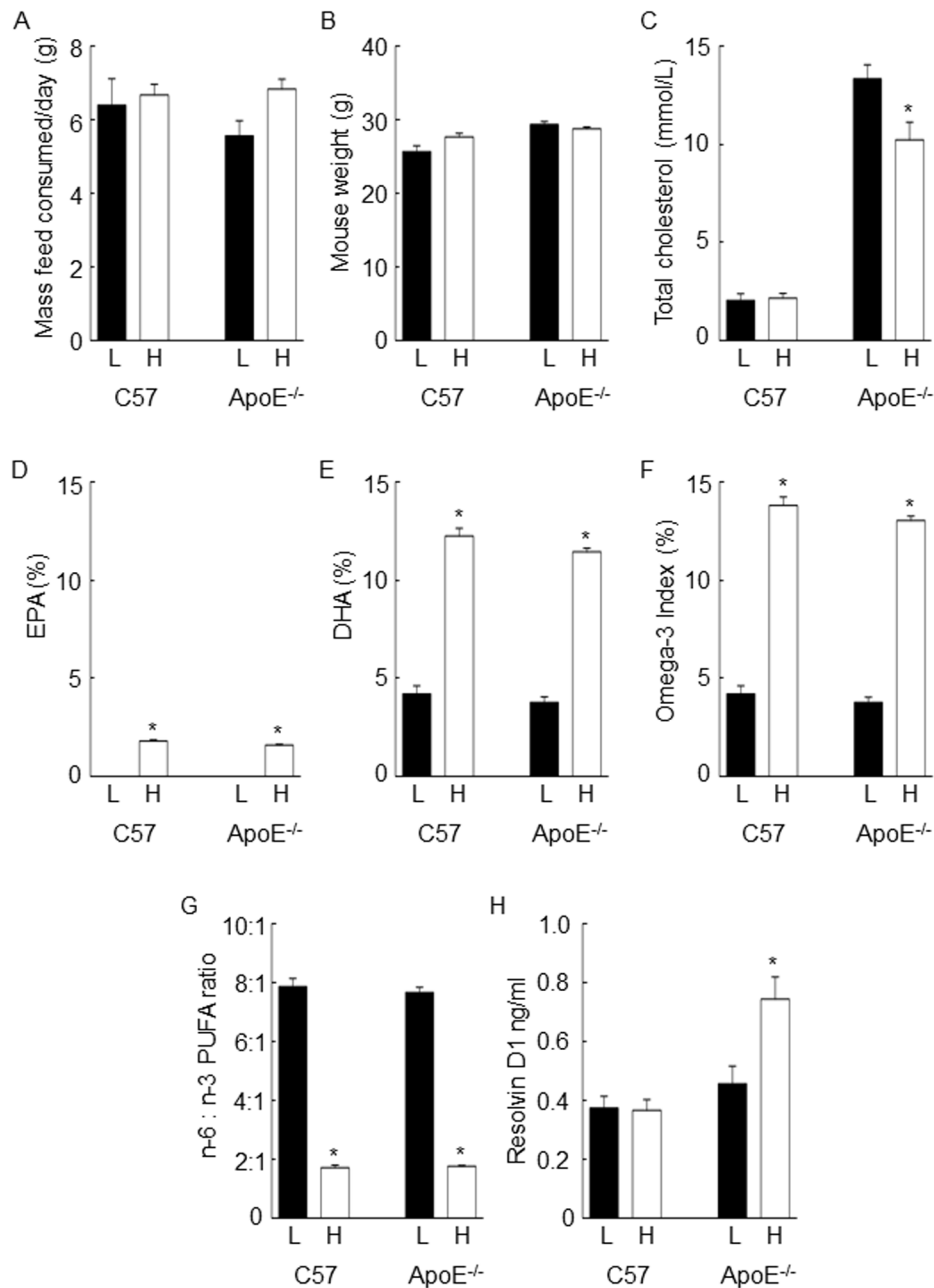 A
Mass feed consumed/day (g)
8
6
4
2
0
L H L H
C57 ApoE⁻/⁻
B
Mouse weight (g)
40
30
20
10
0
L H L H
C57 ApoE⁻/⁻
C
Total cholesterol (mmol/L)
15
10
5
0
*
L H L H
C57 ApoE⁻/⁻
D
EPA (%)
15
10
5
0
* *
L H L H
C57 ApoE⁻/⁻
E
DHA (%)
15
10
5
0
* *
L H L H
C57 ApoE⁻/⁻
F
Omega-3 Index (%)
15
10
5
0
* *
L H L H
C57 ApoE⁻/⁻
G
n-6 : n-3 PUFA ratio
10:1
8:1
6:1
4:1
2:1
0
* *
L H L H
C57 ApoE⁻/⁻
H
Resolvin D1 ng/ml
1.0
0.8
0.6
0.4
0.2
0
*
L H L H
C57 ApoE⁻/⁻